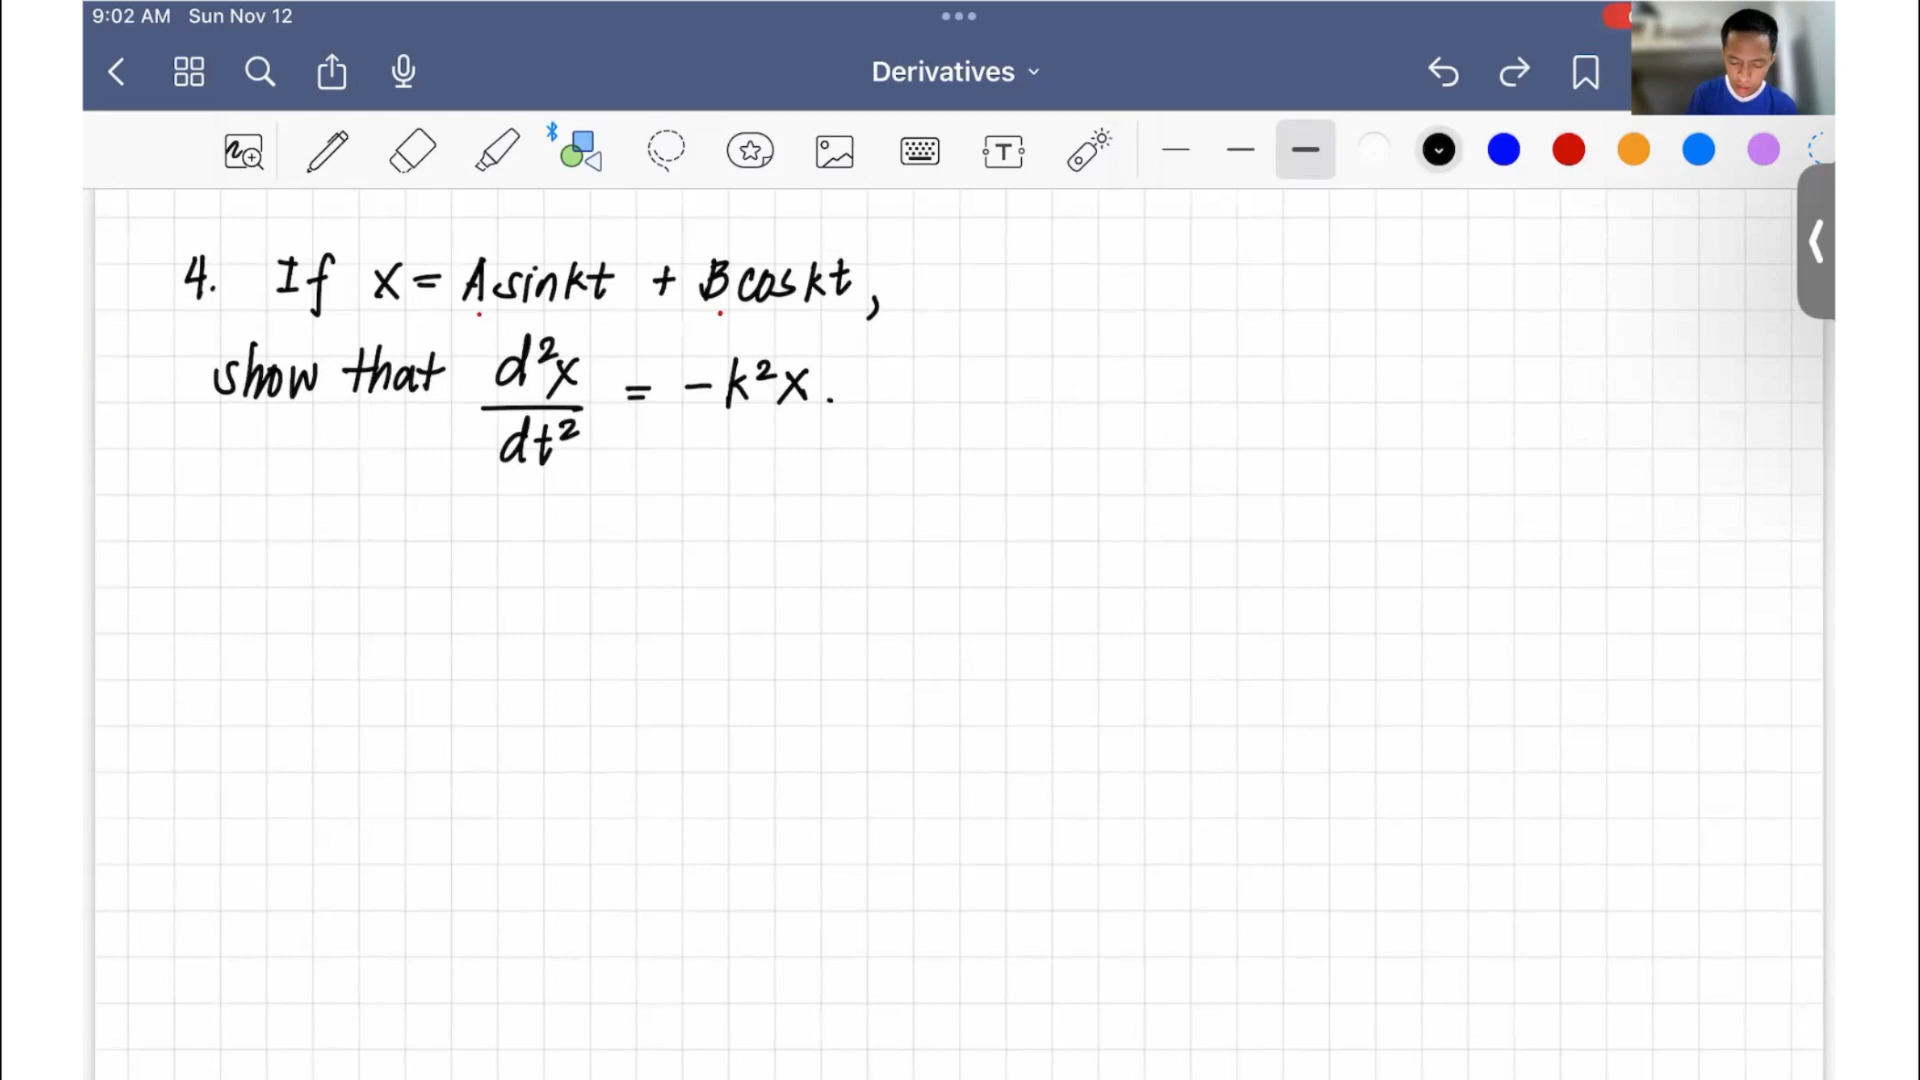 9:02 AM Sun Nov 12
Derivatives
T
4. If x = A sin kt + B cos kt,
show that d²x/dt² = -k²x.